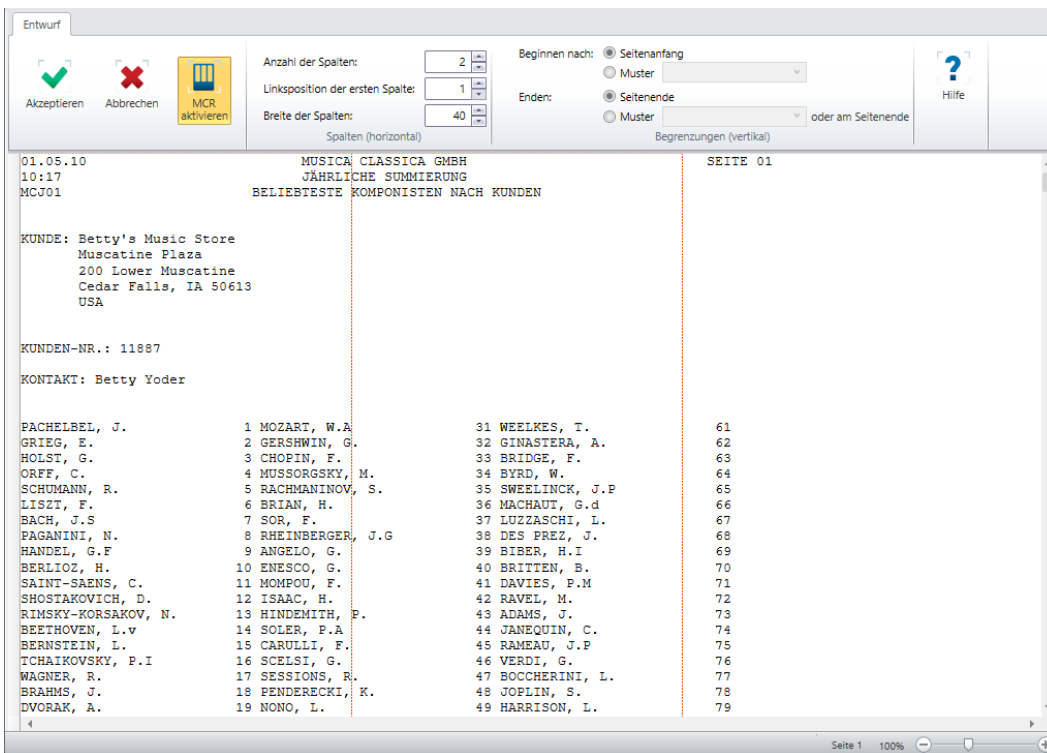 Entwurf
Akzeptieren
Abbrechen
MCR
aktivieren
Anzahl der Spalten: 2
Linksposition der ersten Spalte: 1
Breite der Spalten: 40
Spalten (horizontal)
Beginnen nach: Seitenanfang
Muster
Enden: Seitenende
Muster oder am Seitenende
Begrenzungen (vertikal)
?
Hilfe
01.05.10 MUSICA CLASSICA GMBH SEITE 01
10:17 JÄHRLICHE SUMMIERUNG
MCJ01 BELIEBTESTE KOMPONISTEN NACH KUNDEN
KUNDE: Betty's Music Store
Muscatine Plaza
200 Lower Muscatine
Cedar Falls, IA 50613
USA
KUNDEN-NR.: 11887
KONTAKT: Betty Yoder
PACHELBEL, J. 1 MOZART, W.A 31 WEELKES, T. 61
GRIEG, E. 2 GERSHWIN, G. 32 GINASTERA, A. 62
HOLST, G. 3 CHOPIN, F. 33 BRIDGE, F. 63
ORFF, C. 4 MUSSORGSKY, M. 34 BYRD, W. 64
SCHUMANN, R. 5 RACHMANINOV, S. 35 SWEELINCK, J.P 65
LISZT, F. 6 BRIAN, H. 36 MACHAUT, G.d 66
BACH, J.S 7 SOR, F. 37 LUZZASCHI, L. 67
PAGANINI, N. 8 RHEINBERGER, J.G 38 DES PREZ, J. 68
HANDEL, G.F 9 ANGELO, G. 39 BIBER, H.I 69
BERLIOZ, H. 10 ENESCO, G. 40 BRITTEN, B. 70
SAINT-SAENS, C. 11 MOMPOU, F. 41 DAVIES, P.M 71
SHOSTAKOVICH, D. 12 ISAAC, H. 42 RAVEL, M. 72
RIMSKY-KORSAKOV, N. 13 HINDEMITH, P. 43 ADAMS, J. 73
BEETHOVEN, L.v 14 SOLER, P.A 44 JANEQUIN, C. 74
BERNSTEIN, L. 15 CARULLI, F. 45 RAMEAU, J.P 75
TCHAIKOVSKY, P.I 16 SCELSI, G. 46 VERDI, G. 76
WAGNER, R. 17 SESSIONS, R. 47 BOCCHERINI, L. 77
BRAHMS, J. 18 PENDERECKI, K. 48 JOPLIN, S. 78
DVORAK, A. 19 NONO, L. 49 HARRISON, L. 79
Seite 1 100%